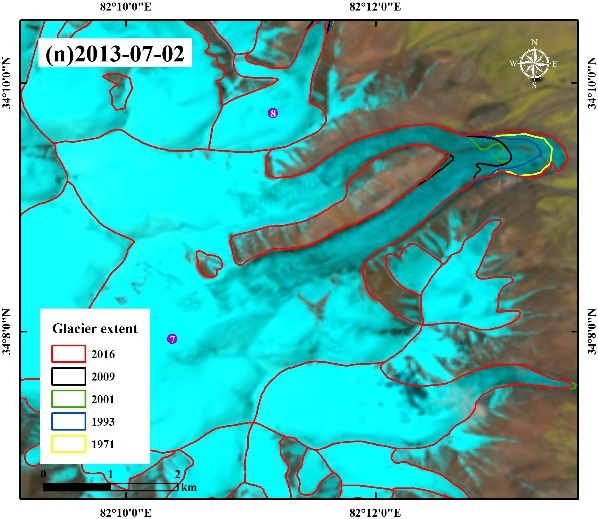 82°10'0"E 82°12'0"E
(n)2013-07-02
N
W E
S
34°10'0"N 34°10'0"N
8
34°8'0"N 34°8'0"N
7
Glacier extent
2016
2009
2001
1993
1971
0 1 2
km
82°10'0"E 82°12'0"E